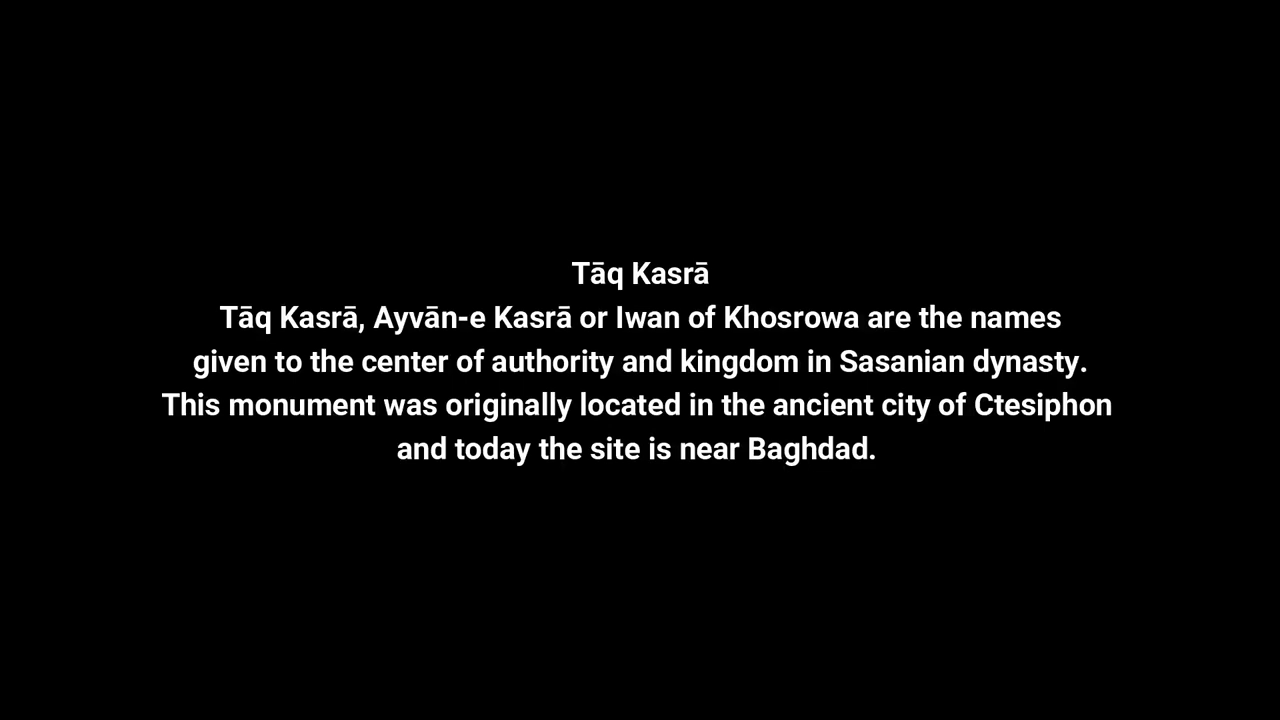 Tāq Kasrā
Tāq Kasrā, Ayvān-e Kasrā or Iwan of Khosrowa are the names
given to the center of authority and kingdom in Sasanian dynasty.
This monument was originally located in the ancient city of Ctesiphon
and today the site is near Baghdad.